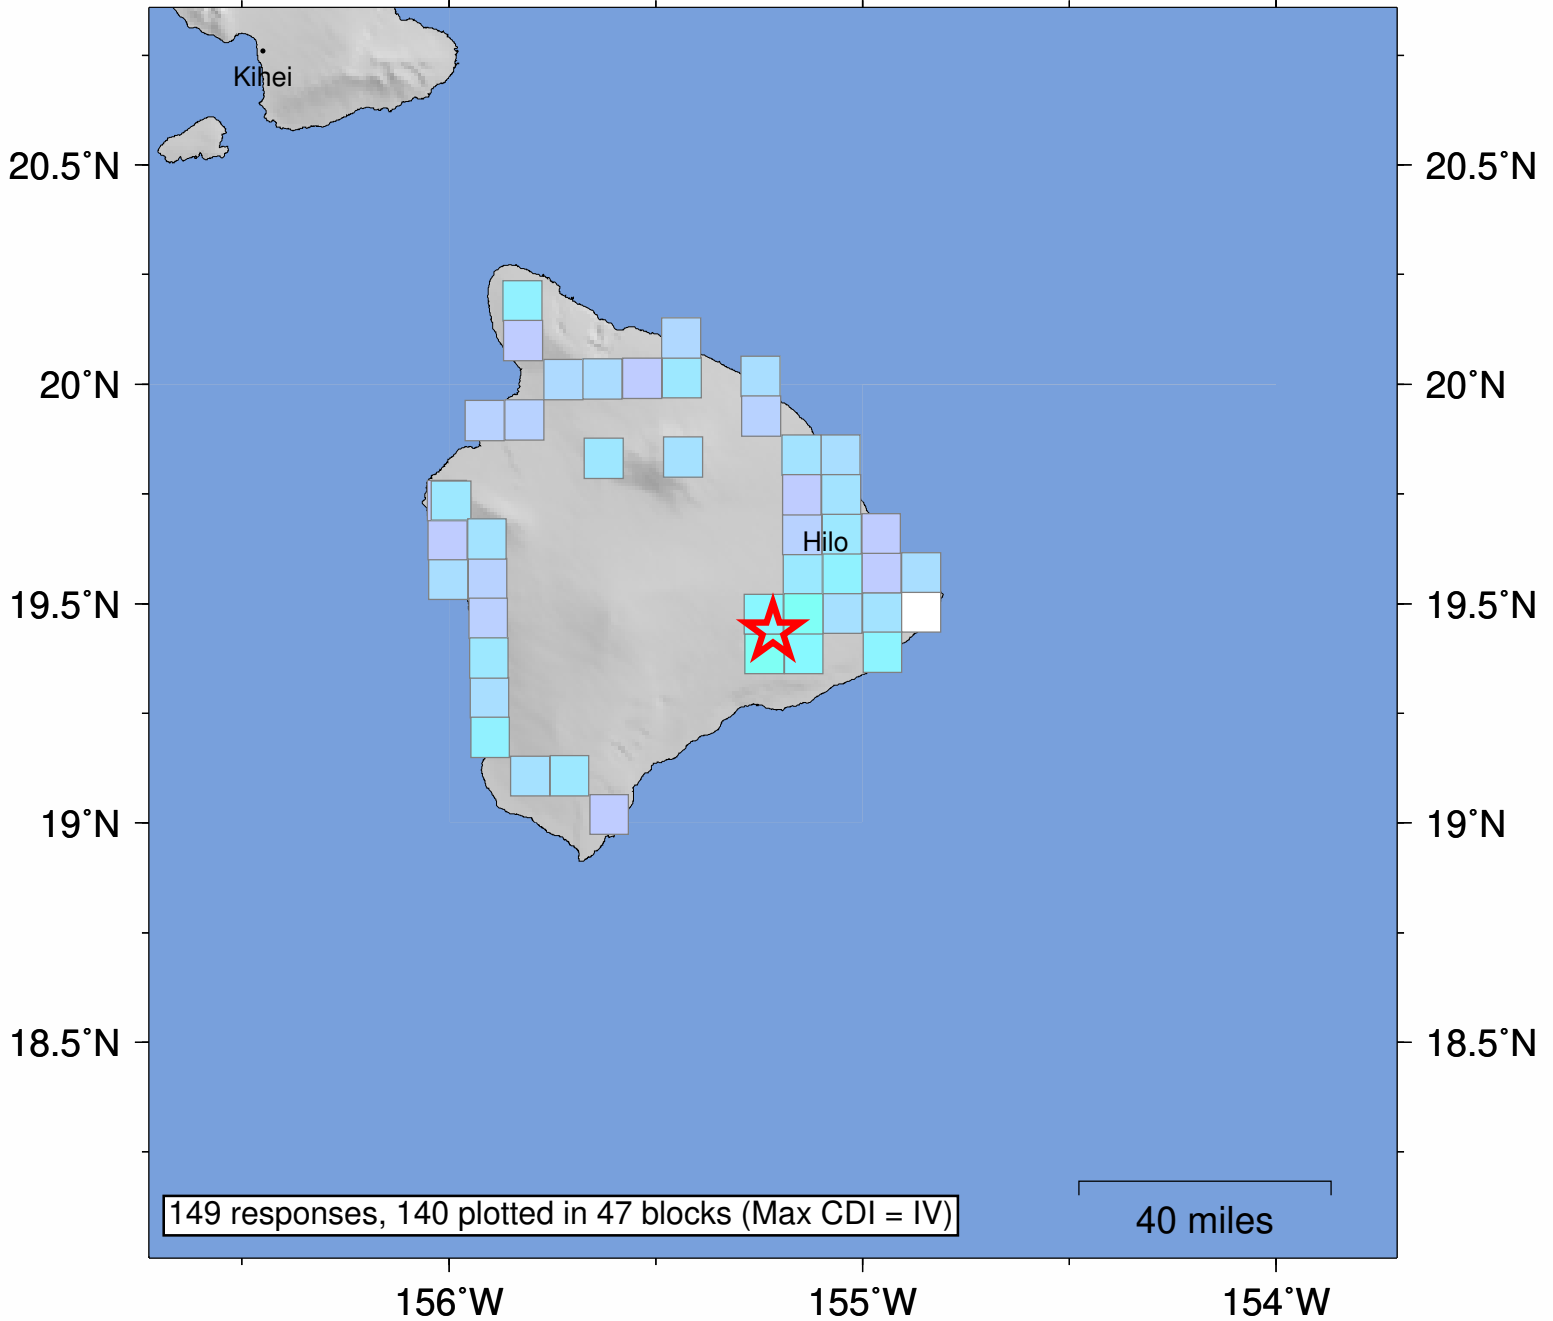 Kihei
20.5˚N
20.5˚N
20˚N
20˚N
Hilo
19.5˚N
19.5˚N
19˚N
19˚N
18.5˚N
18.5˚N
149 responses, 140 plotted in 47 blocks (Max CDI = IV)
40 miles
156˚W
155˚W
154˚W